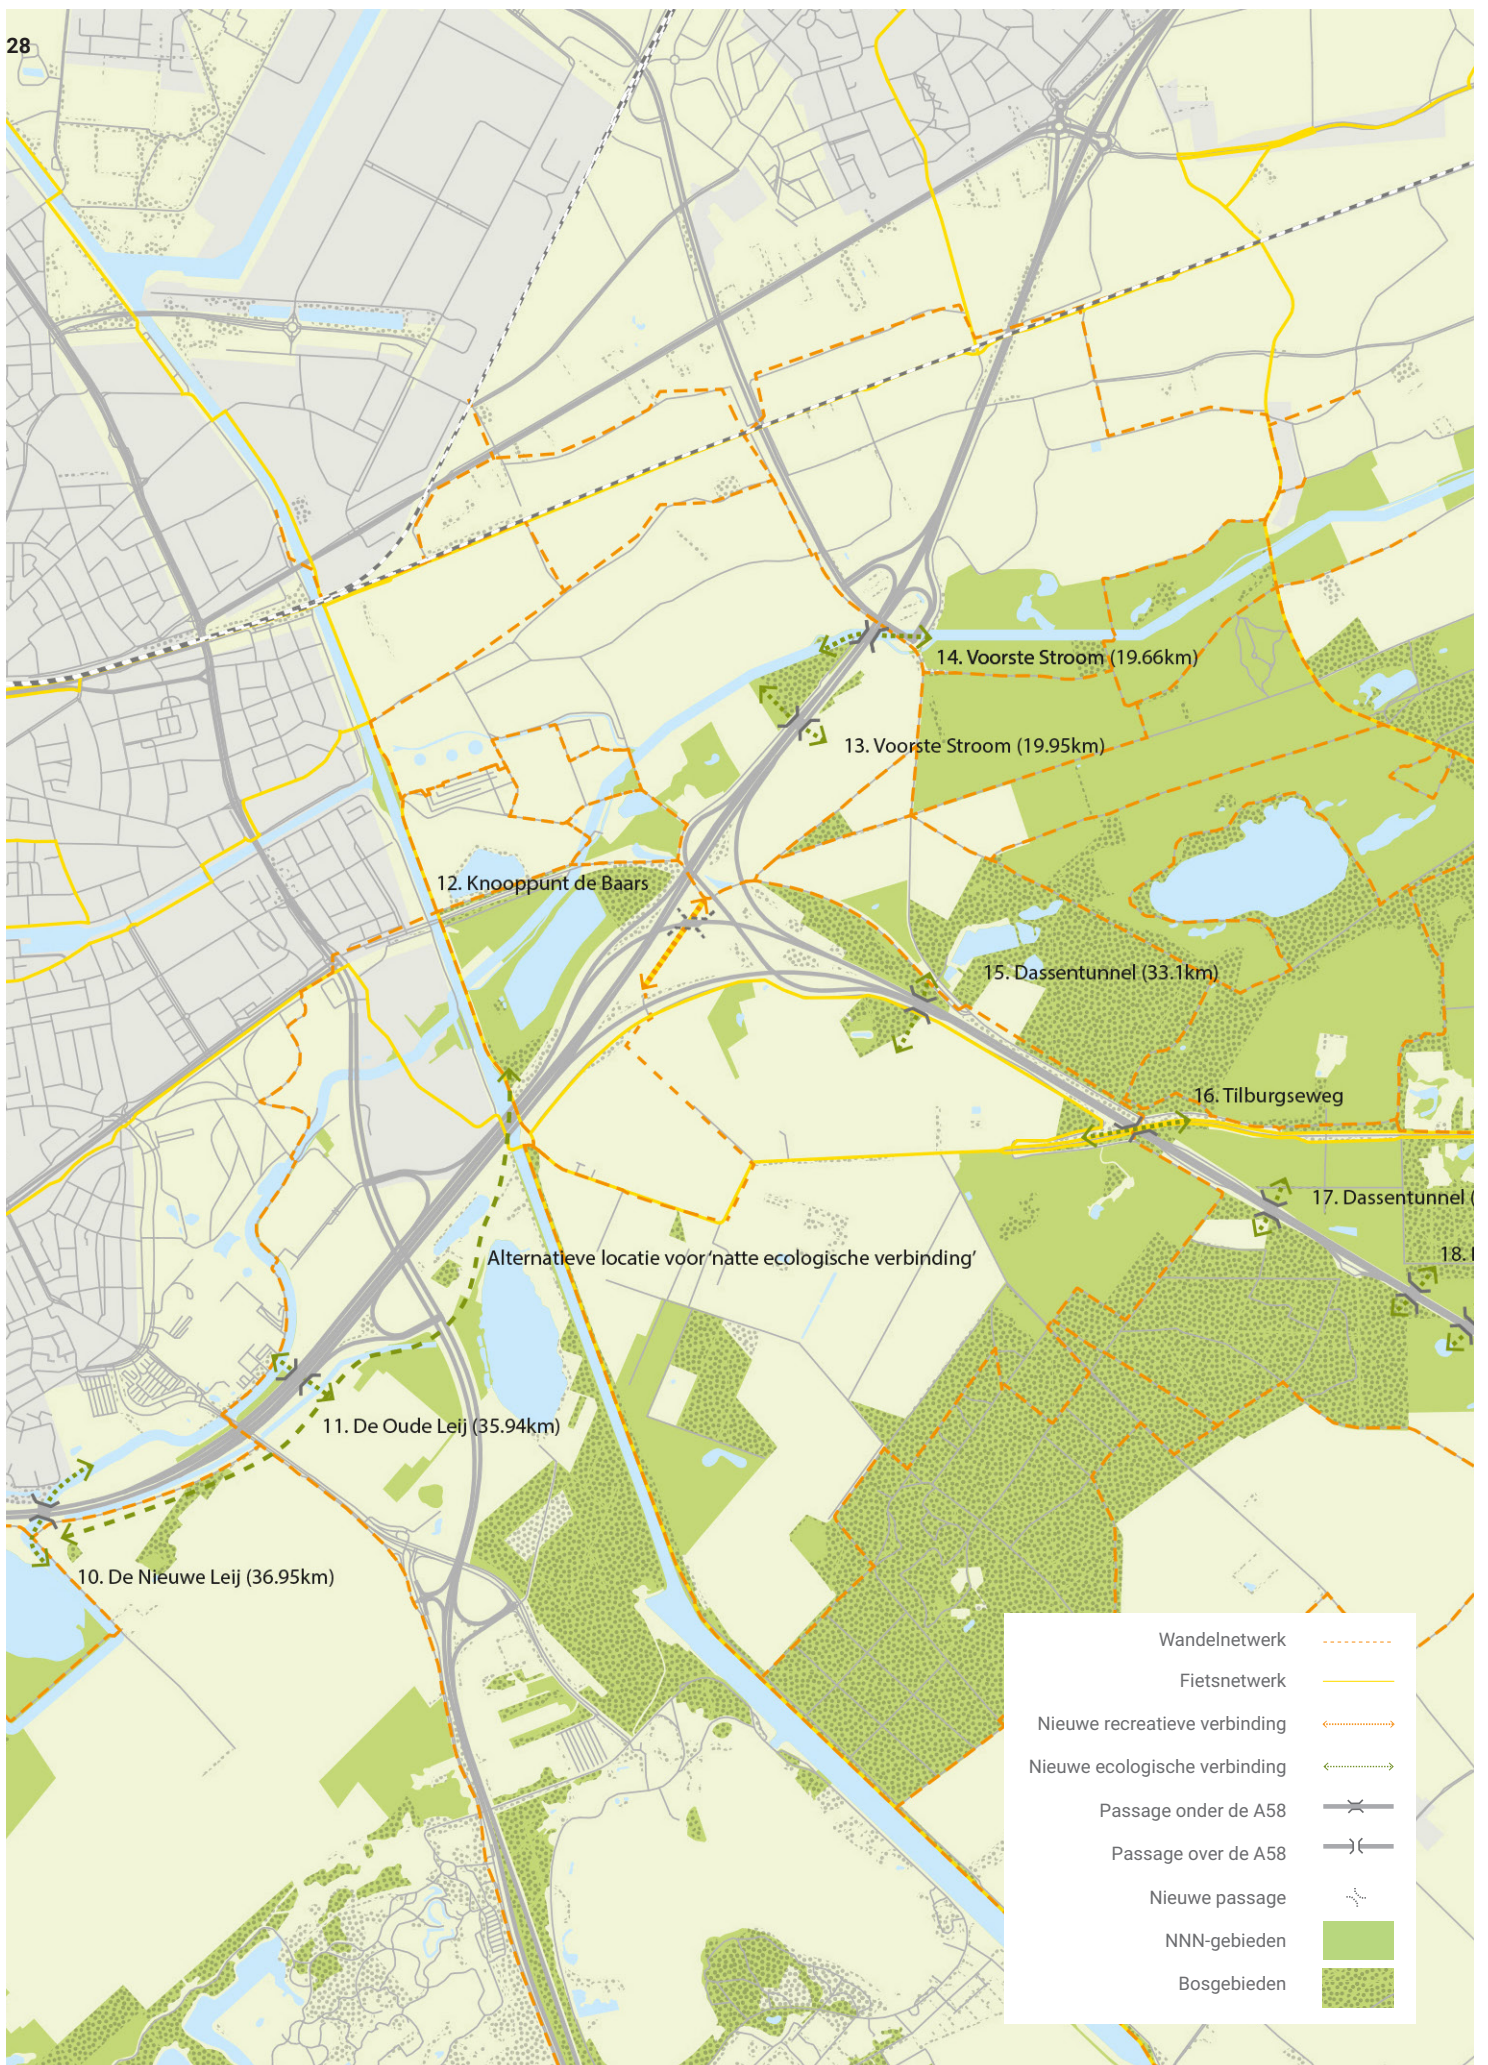 28
14. Voorste Stroom (19.66km)
13. Voorste Stroom (19.95km)
12. Knooppunt de Baars
15. Dassentunnel (33.1km)
16. Tilburgseweg
17. Dassentunnel (
18.
Alternatieve locatie voor ‘natte ecologische verbinding’
11. De Oude Leij (35.94km)
10. De Nieuwe Leij (36.95km)
Wandelnetwerk
Fietsnetwerk
Nieuwe recreatieve verbinding
Nieuwe ecologische verbinding
Passage onder de A58
Passage over de A58
Nieuwe passage
NNN-gebieden
Bosgebieden